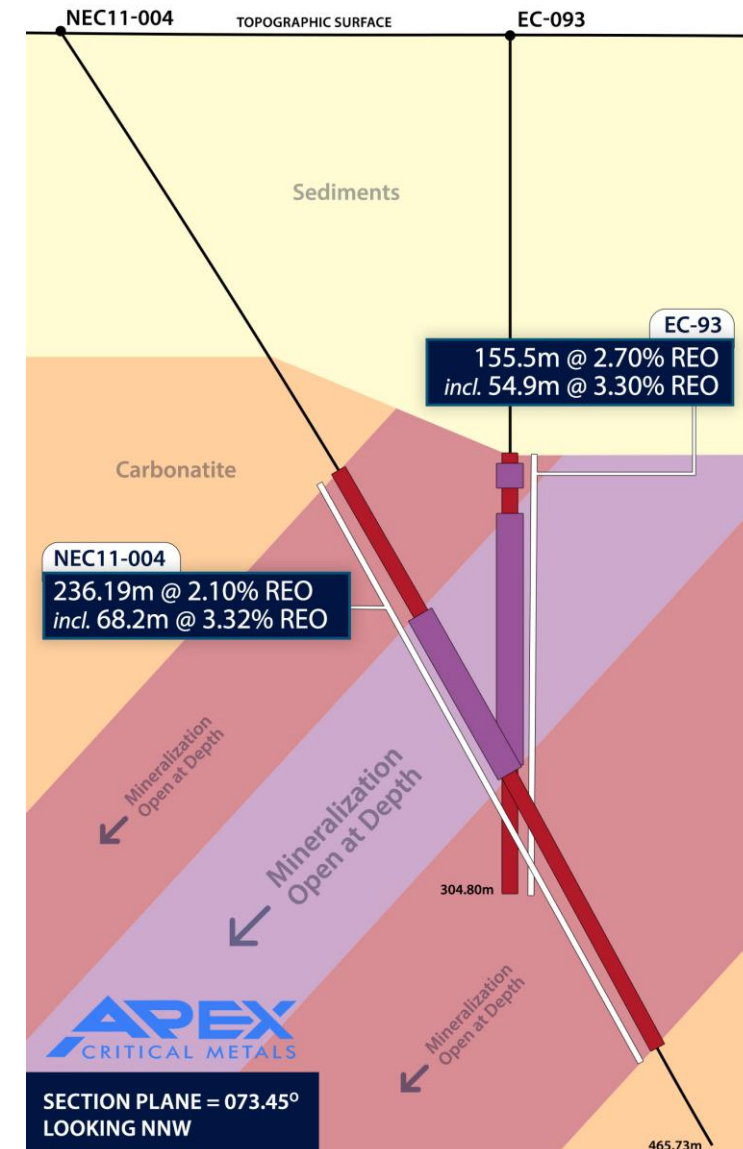 NEC11-004
TOPOGRAPHIC SURFACE
EC-093
Sediments
EC-93
155.5m @ 2.70% REO
incl. 54.9m @ 3.30% REO
Carbonatite
NEC11-004
236.19m @ 2.10% REO
incl. 68.2m @ 3.32% REO
Mineralization
Open at Depth
Mineralization
Open at Depth
304.80m
Mineralization
Open at Depth
APEX
CRITICAL METALS
SECTION PLANE = 073.45⁰
LOOKING NNW
465.73m